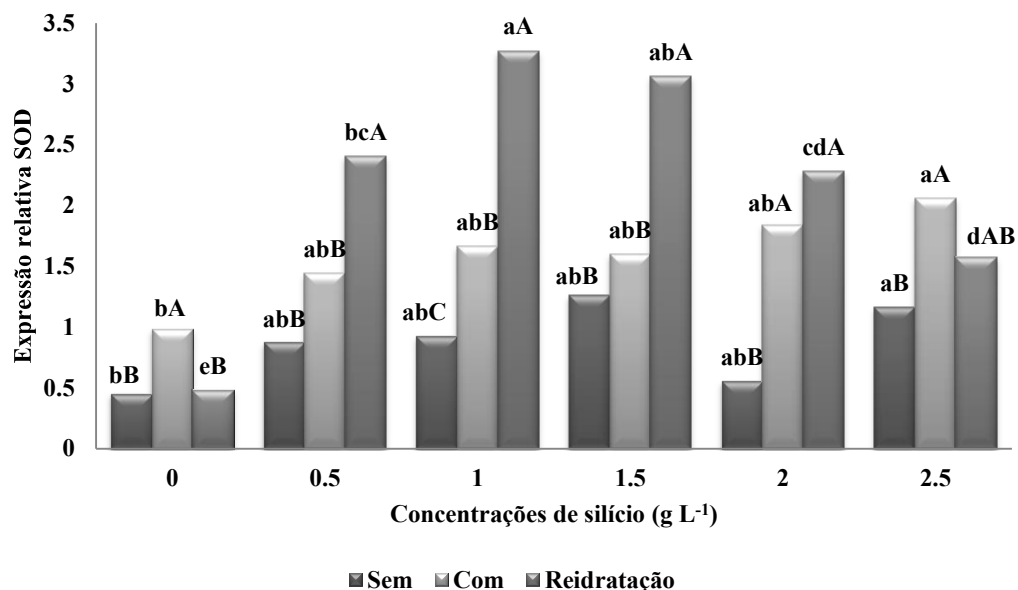 Expressão relativa SOD
3.5
3
2.5
2
1.5
1
0.5
0
bB
bA
eB
abB
abB
bcA
abC
abB
aA
abB
abB
abA
abB
abA
cdA
aB
aA
dAB
0 0.5 1 1.5 2 2.5
Concentrações de silício (g L⁻¹)
Sem Com Reidratação